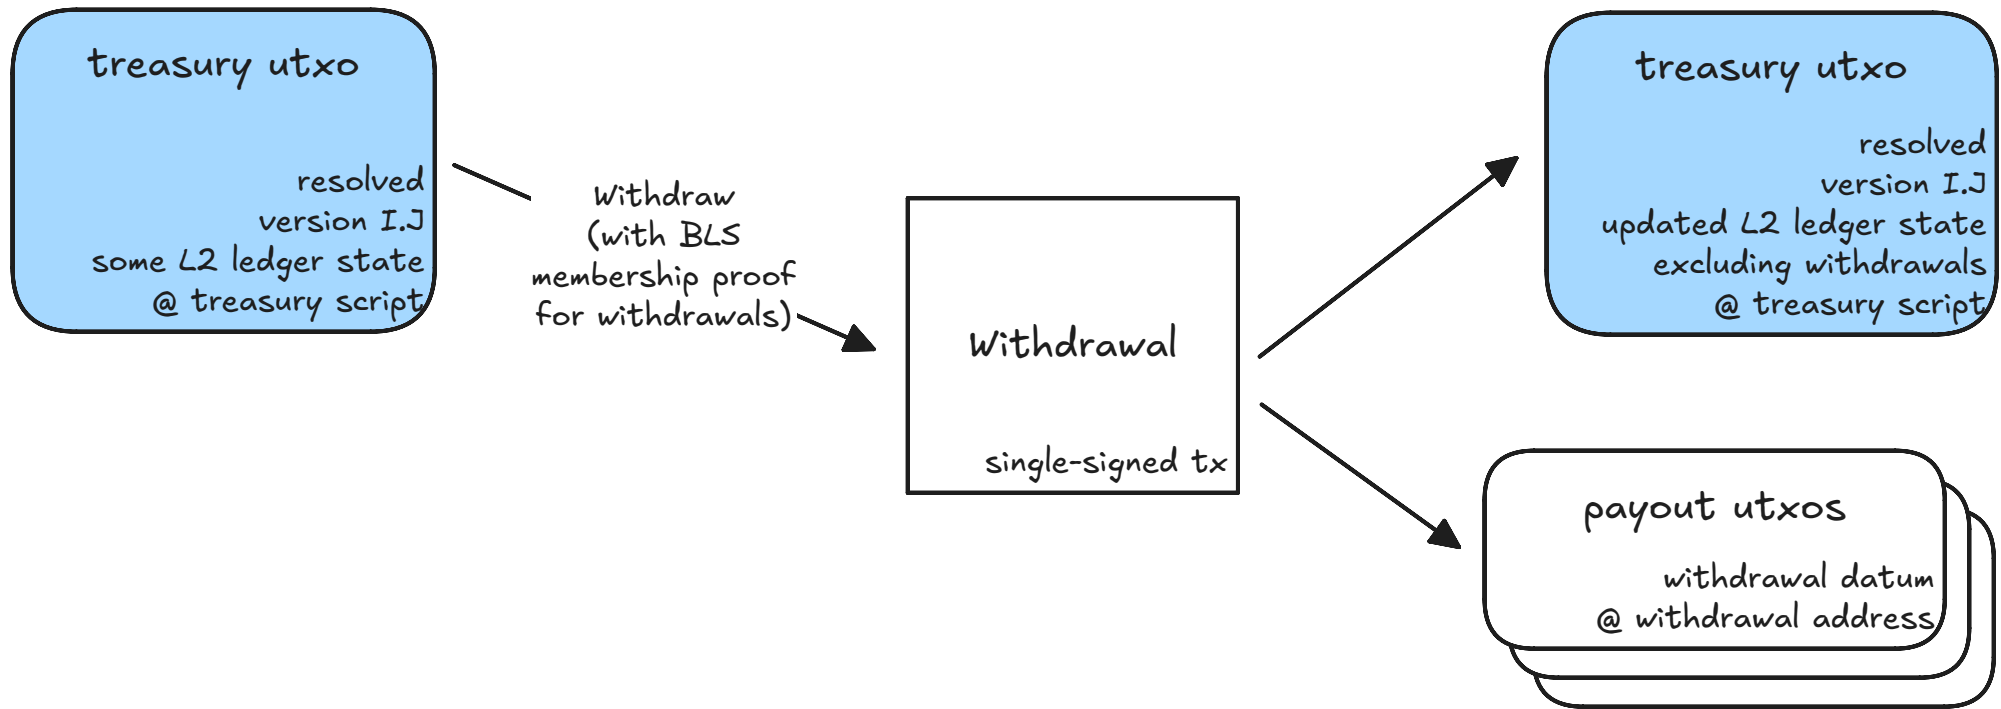 treasury utxo
resolved
version I.J
some L2 ledger state
@ treasury script
Withdraw
(with BLS
membership proof
for withdrawals)
Withdrawal
single-signed tx
treasury utxo
resolved
version I.J
updated L2 ledger state
excluding withdrawals
@ treasury script
payout utxos
withdrawal datum
@ withdrawal address